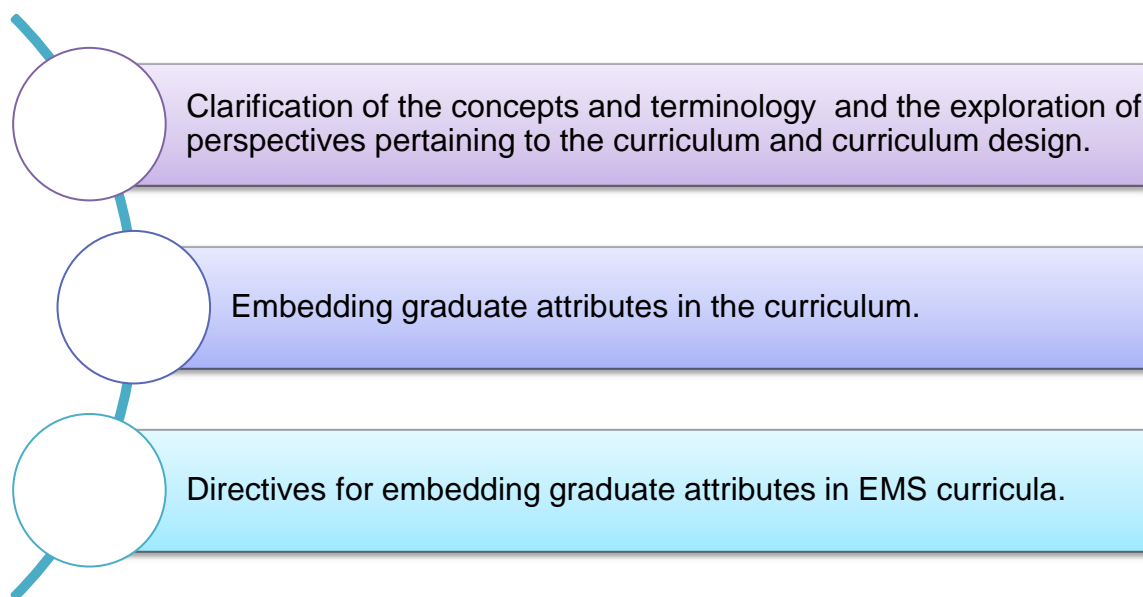 Clarification of the concepts and terminology  and the exploration of
perspectives pertaining to the curriculum and curriculum design.
Embedding graduate attributes in the curriculum.
Directives for embedding graduate attributes in EMS curricula.